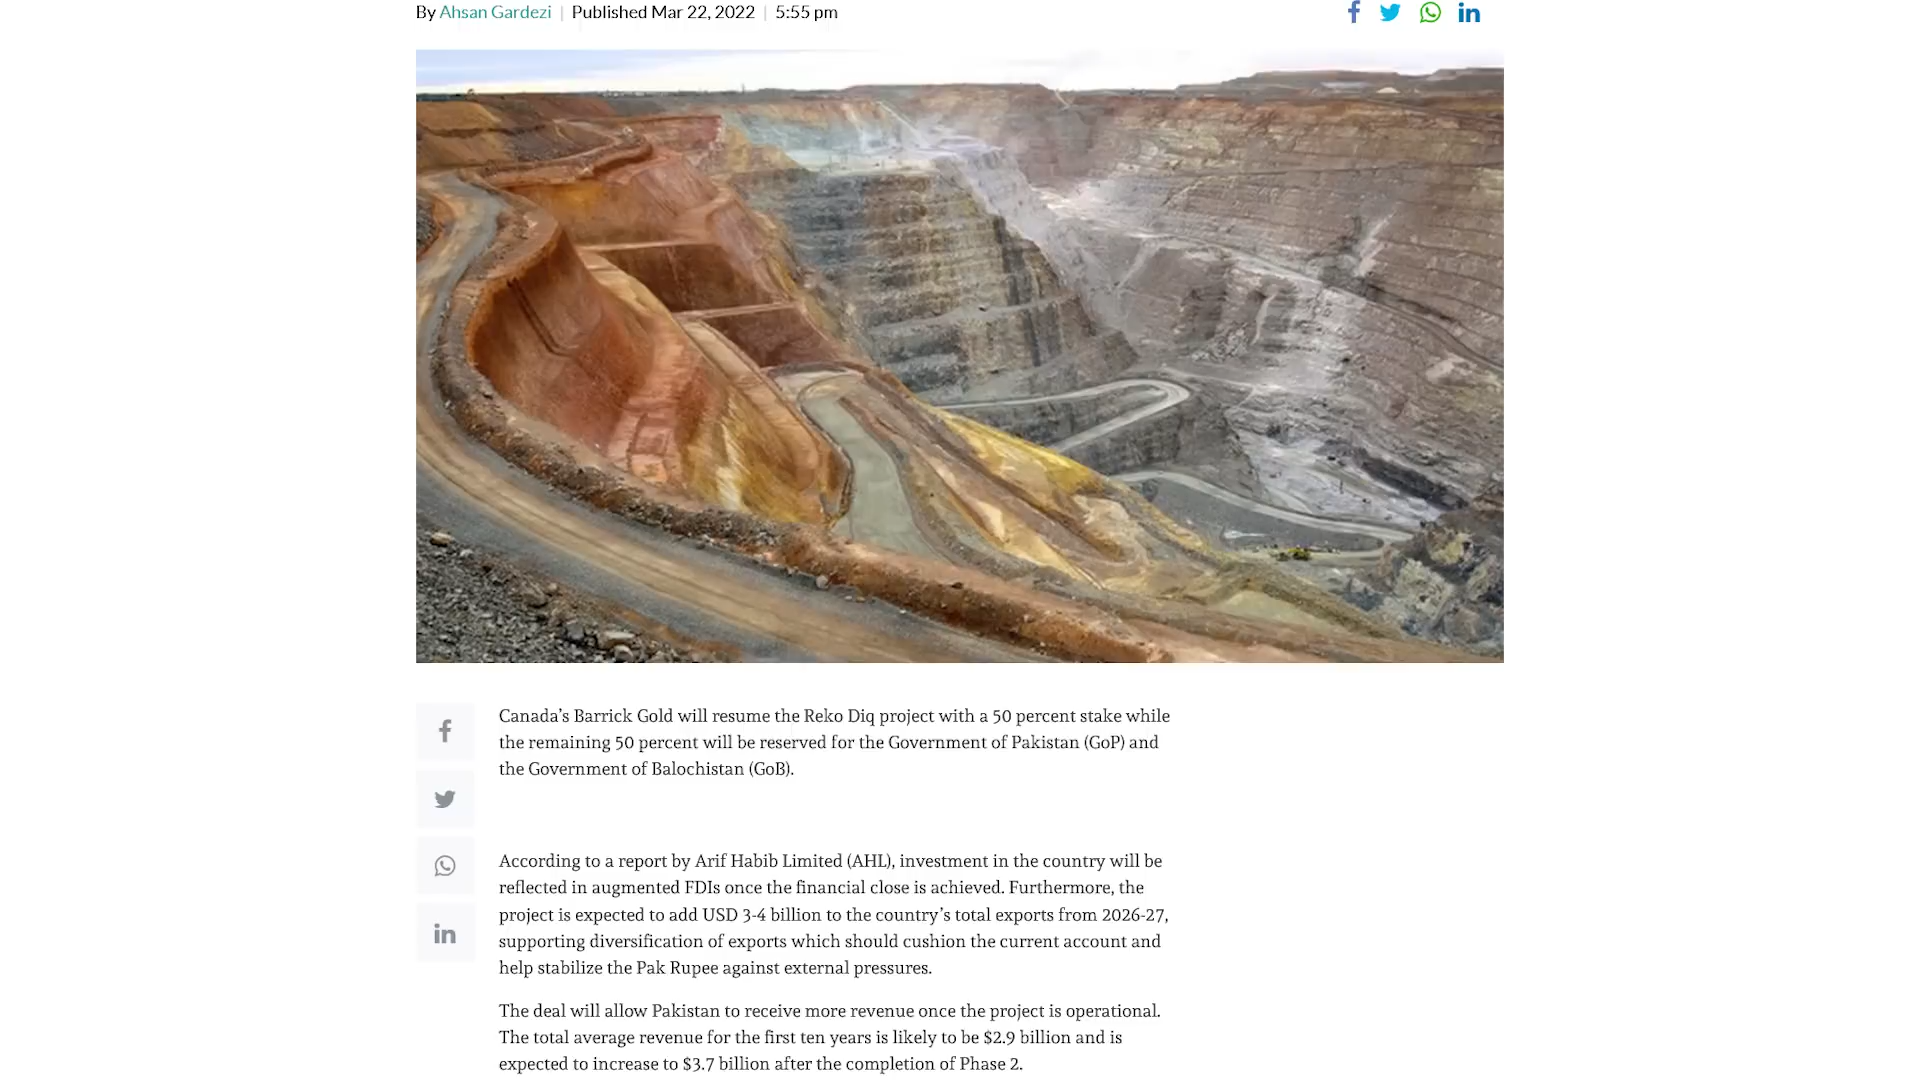 By Ahsan Gardezi | Published Mar 22, 2022 | 5:55 pm
Canada's Barrick Gold will resume the Reko Diq project with a 50 percent stake while
the remaining 50 percent will be reserved for the Government of Pakistan (GoP) and
the Government of Balochistan (GoB).
According to a report by Arif Habib Limited (AHL), investment in the country will be
reflected in augmented FDIs once the financial close is achieved. Furthermore, the
project is expected to add USD 3-4 billion to the country's total exports from 2026-27,
supporting diversification of exports which should cushion the current account and
help stabilize the Pak Rupee against external pressures.
The deal will allow Pakistan to receive more revenue once the project is operational.
The total average revenue for the first ten years is likely to be $2.9 billion and is
expected to increase to $3.7 billion after the completion of Phase 2.